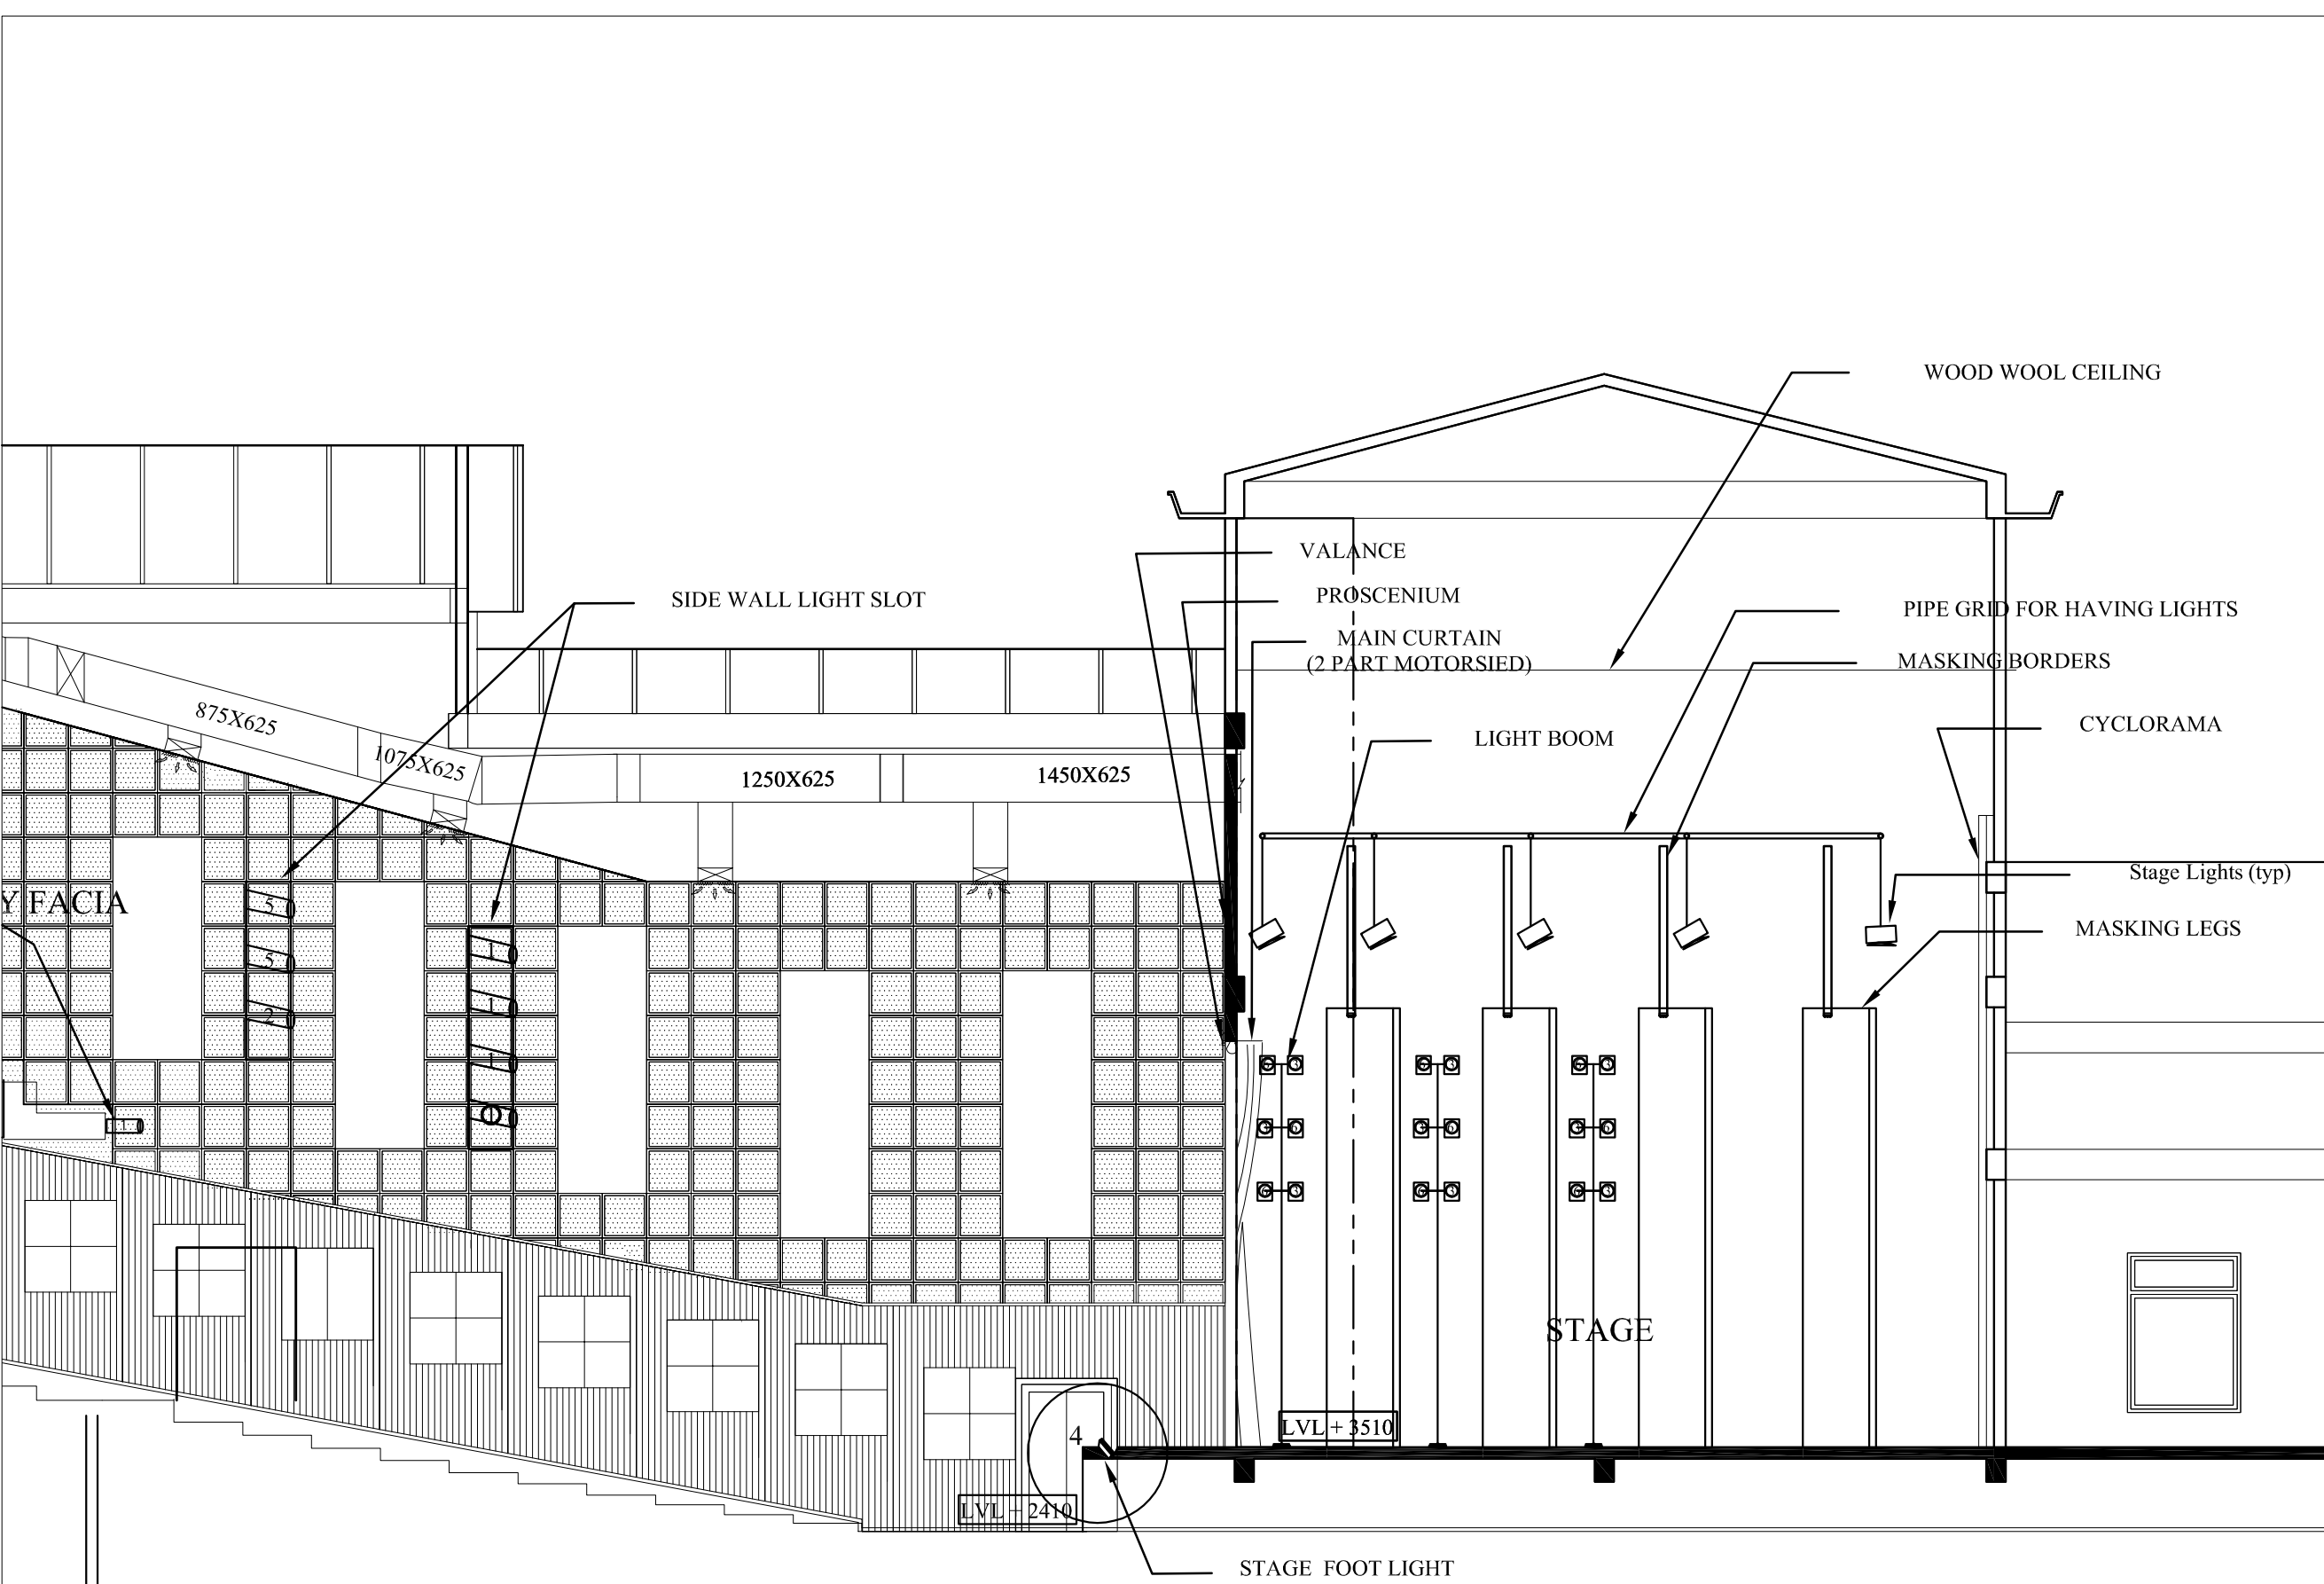 WOOD WOOL CEILING
VALANCE
SIDE WALL LIGHT SLOT
PROSCENIUM
PIPE GRID FOR HAVING LIGHTS
MAIN CURTAIN
(2 PART MOTORSIED)
MASKING BORDERS
875X625
CYCLORAMA
LIGHT BOOM
1075X625
1250X625
1450X625
Stage Lights (typ)
Y FACIA
5
MASKING LEGS
1
5
1
2
1
1
1
STAGE
LVL + 3510
4
LVL + 2410
STAGE FOOT LIGHT